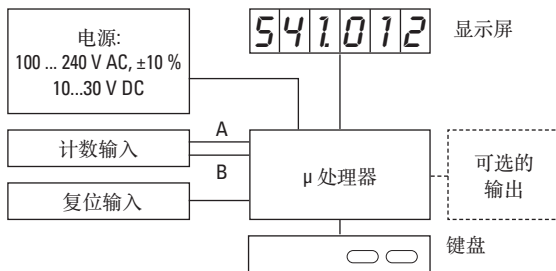 电源:
100 ... 240 V AC, ±10 %
10...30 V DC
541.012
显示屏
计数输入
A
B
复位输入
μ 处理器
可选的
输出
键盘